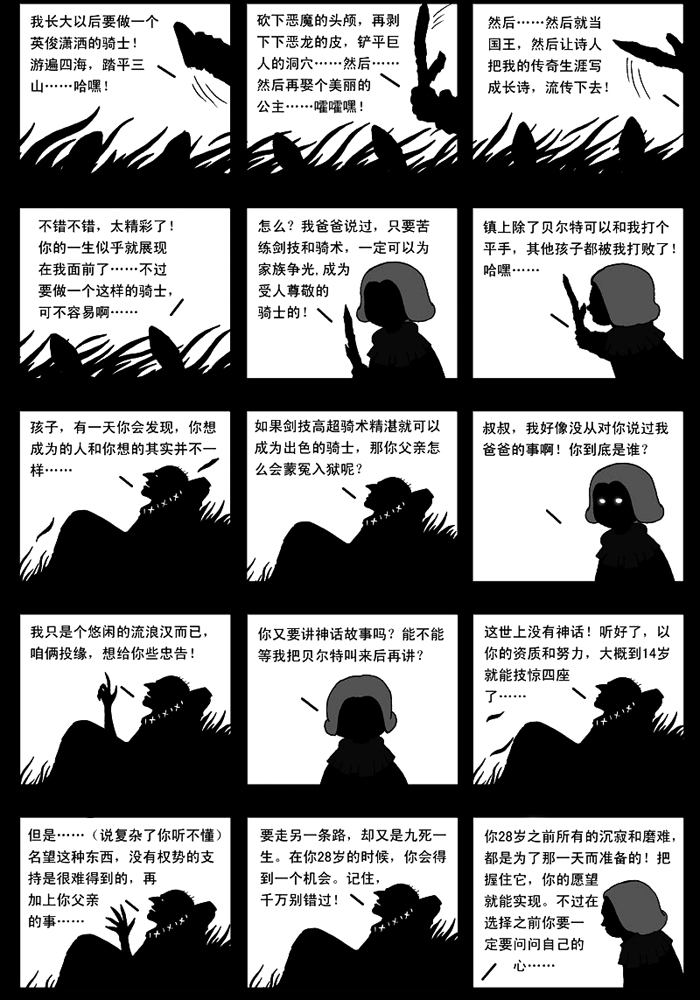 我长大以后要做一个
英俊潇洒的骑士！
游遍四海，踏平三
山……哈嘿！
砍下恶魔的头颅，再剥
下下恶龙的皮，铲平巨
人的洞穴……然后……
然后再娶个美丽的
公主……嚯嚯嘿！
然后……然后就当
国王，然后让诗人
把我的传奇生涯写
成长诗，流传下去！
不错不错，太精彩了！
你的一生似乎就展现
在我面前了……不过
要做一个这样的骑士，
可不容易啊……
怎么？我爸爸说过，只要苦
练剑技和骑术，一定可以为
家族争光,成为
受人尊敬的
骑士的！
镇上除了贝尔特可以和我打个
平手，其他孩子都被我打败了！
哈嘿……
孩子，有一天你会发现，你想
成为的人和你想的其实并不一
样……
如果剑技高超骑术精湛就可以
成为出色的骑士，那你父亲怎
么会蒙冤入狱呢？
叔叔，我好像没从对你说过我
爸爸的事啊！你到底是谁？
我只是个悠闲的流浪汉而已，
咱俩投缘，想给你些忠告！
你又要讲神话故事吗？能不能
等我把贝尔特叫来后再讲？
这世上没有神话！听好了，以
你的资质和努力，大概到14岁
就能技惊四座
了……
但是……（说复杂了你听不懂）
名望这种东西，没有权势的支
持是很难得到的，再
加上你父亲
的事……
要走另一条路，却又是九死一
生。在你28岁的时候，你会得
到一个机会。记住，
千万别错过！
你28岁之前所有的沉寂和磨难，
都是为了那一天而准备的！把
握住它，你的愿望
就能实现。不过在
选择之前你要一
定要问问自己的
心……